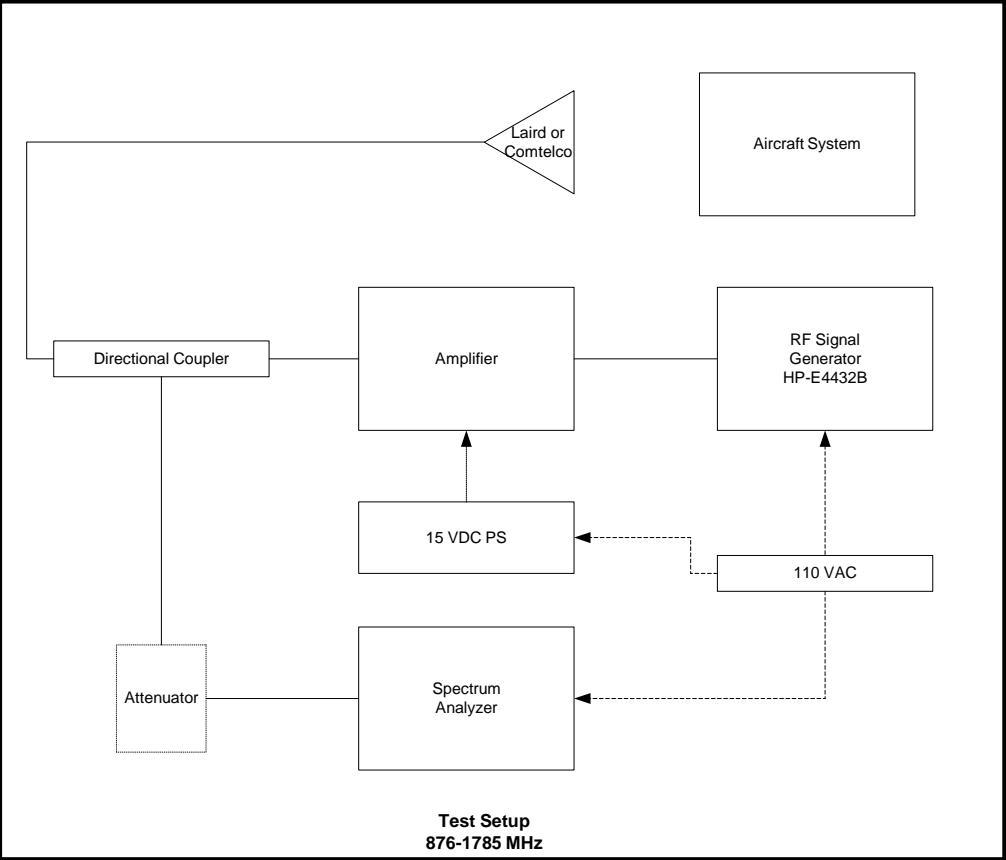 Laird or
Comtelco
Aircraft System
Directional Coupler
Amplifier
RF Signal
Generator
HP-E4432B
15 VDC PS
110 VAC
Attenuator
Spectrum
Analyzer
Test Setup
876-1785 MHz